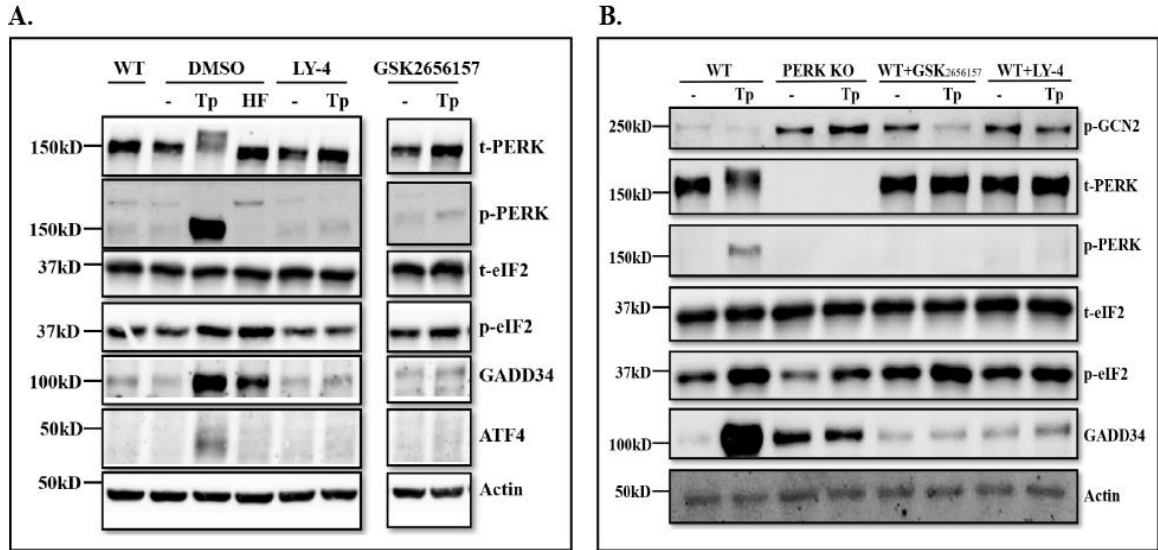 A.
WT DMSO LY-4 GSK2656157
- Tp HF - Tp - Tp
150kD t-PERK
150kD p-PERK
37kD t-eIF2
37kD p-eIF2
100kD GADD34
50kD ATF4
50kD Actin
B.
WT PERK KO WT+GSK2656157 WT+LY-4
- Tp - Tp - Tp - Tp
250kD p-GCN2
150kD t-PERK
150kD p-PERK
37kD t-eIF2
37kD p-eIF2
100kD GADD34
50kD Actin